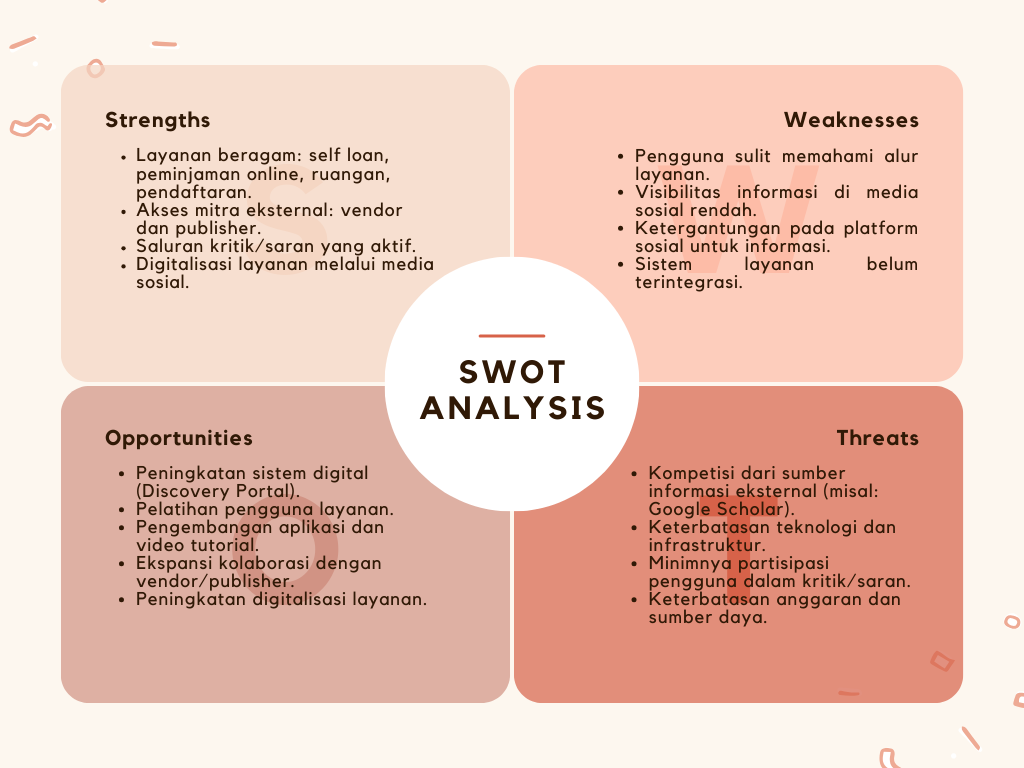 Strengths
• Layanan beragam: self loan,
peminjaman online, ruangan,
pendaftaran.
• Akses mitra eksternal: vendor
dan publisher.
• Saluran kritik/saran yang aktif.
• Digitalisasi layanan melalui media
sosial.
S
Weaknesses
• Pengguna sulit memahami alur
layanan.
• Visibilitas informasi di media
sosial rendah.
• Ketergantungan pada platform
sosial untuk informasi.
• Sistem layanan belum
terintegrasi.
W
SWOT
ANALYSIS
Opportunities
• Peningkatan sistem digital
(Discovery Portal).
• Pelatihan pengguna layanan.
• Pengembangan aplikasi dan
video tutorial.
• Ekspansi kolaborasi dengan
vendor/publisher.
• Peningkatan digitalisasi layanan.
O
Threats
• Kompetisi dari sumber
informasi eksternal (misal:
Google Scholar).
• Keterbatasan teknologi dan
infrastruktur.
• Minimnya partisipasi
pengguna dalam kritik/saran.
• Keterbatasan anggaran dan
sumber daya.
T